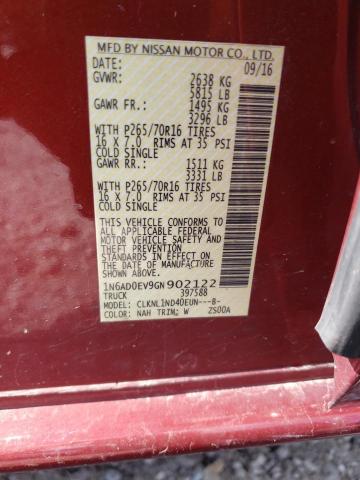 MFD BY NISSAN MOTOR CO., LTD.
DATE: 09/16
GVWR: 2638 KG
5815 LB
GAWR FR.: 1495 KG
3296 LB
WITH P265/70R16 TIRES
16 X 7.0 RIMS AT 35 PSI
COLD SINGLE
GAWR RR.: 1511 KG
3331 LB
WITH P265/70R16 TIRES
16 X 7.0 RIMS AT 35 PSI
COLD SINGLE
THIS VEHICLE CONFORMS TO
ALL APPLICABLE FEDERAL
MOTOR VEHICLE SAFETY
AND THEFT PREVENTION
STANDARDS IN EFFECT ON
THE DATE OF MANUFACTURE
SHOWN ABOVE.
1N6AD0EV9GN902122
TRUCK 397588
MODEL: CLKNL1ND40EUN---B-
COLOR: NAH TRIM: W ZS00A